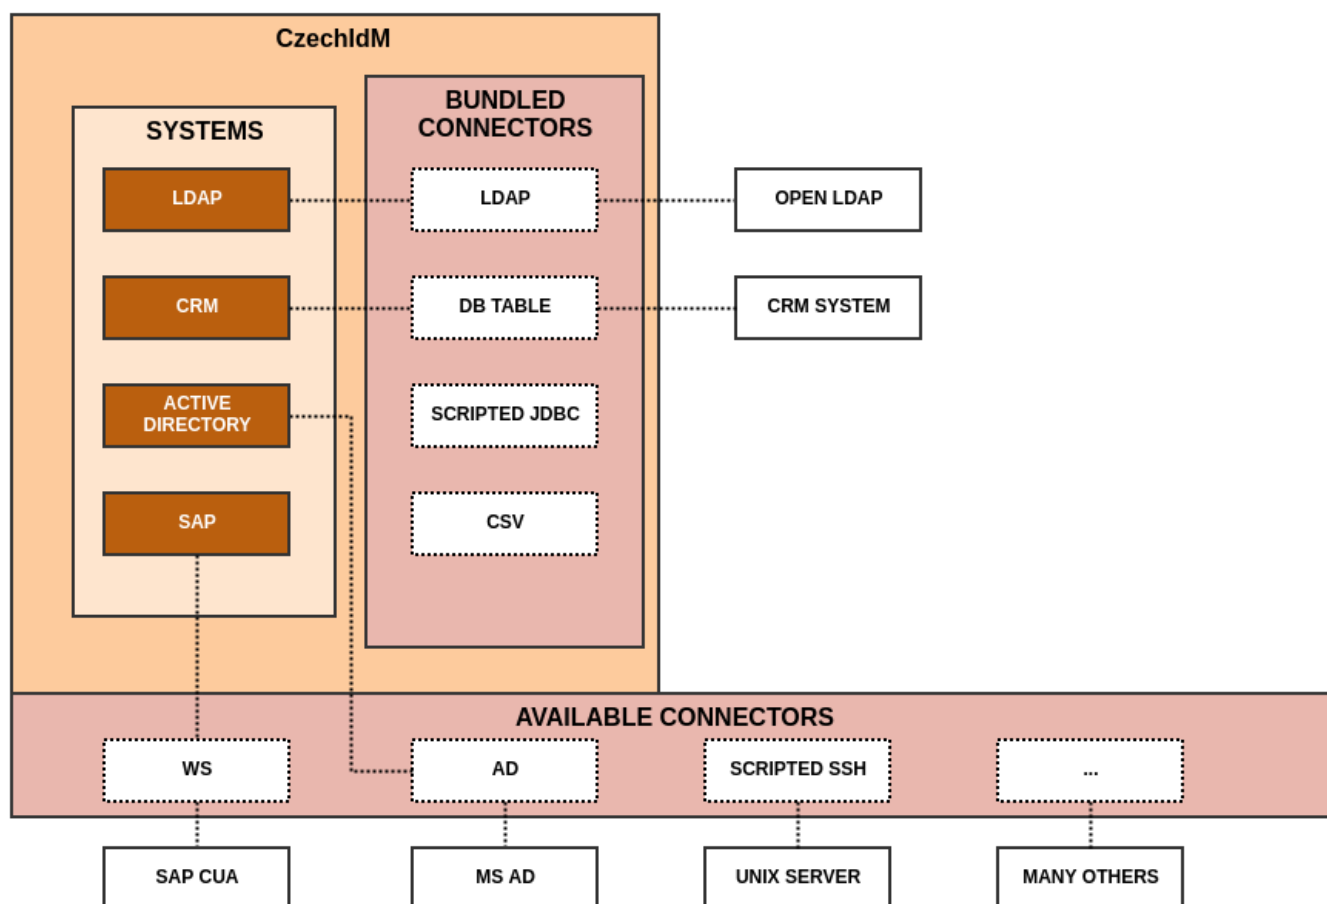 CzechIdM
SYSTEMS
BUNDLED
CONNECTORS
LDAP
LDAP
OPEN LDAP
CRM
DB TABLE
CRM SYSTEM
ACTIVE
DIRECTORY
SCRIPTED JDBC
SAP
CSV
AVAILABLE CONNECTORS
WS
AD
SCRIPTED SSH
...
SAP CUA
MS AD
UNIX SERVER
MANY OTHERS